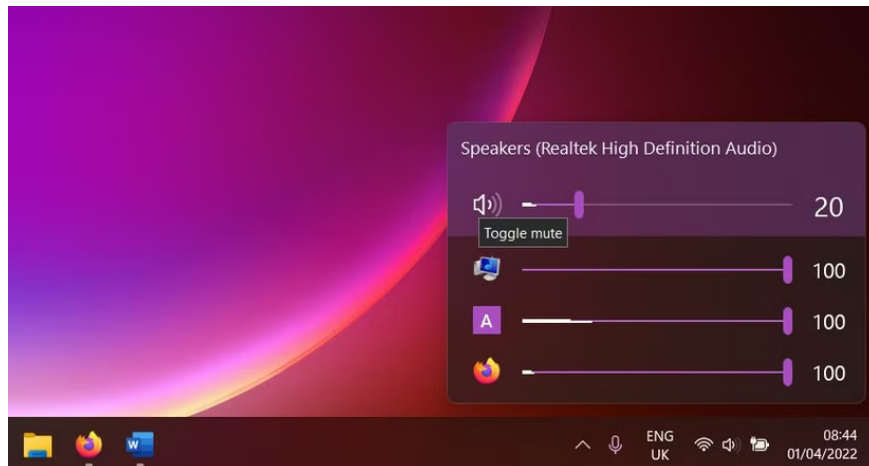 Speakers (Realtek High Definition Audio)
20
Toggle mute
100
A
100
100
W
ENG
UK
08:44
01/04/2022